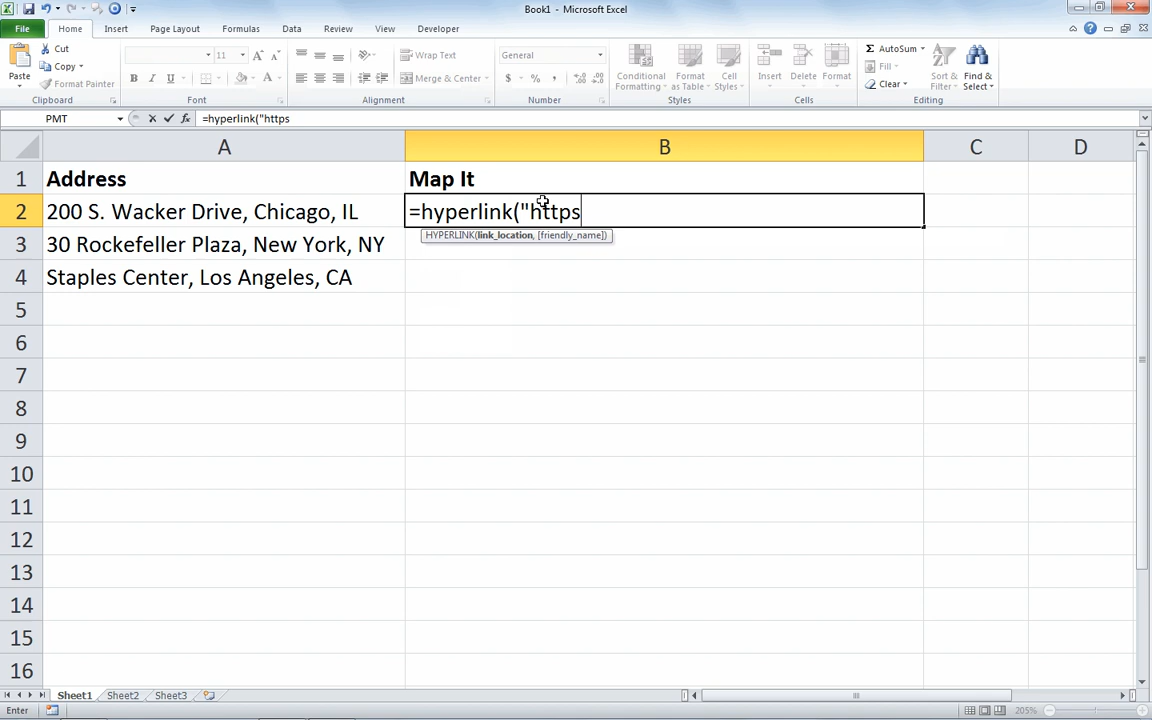 Book1 - Microsoft Excel
File Home Insert Page Layout Formulas Data Review View Developer
Paste Cut Copy Format Painter
11 A A
B I U A
Wrap Text
Merge & Center
General
$ % ,
Conditional Formatting Format as Table Cell Styles
Insert Delete Format
Σ AutoSum Fill Clear
Sort & Filter Find & Select
Clipboard Font Alignment Number Styles Cells Editing
PMT fx =hyperlink("https
A B C D
1 Address Map It
2 200 S. Wacker Drive, Chicago, IL =hyperlink("https
HYPERLINK(link_location, [friendly_name])
3 30 Rockefeller Plaza, New York, NY
4 Staples Center, Los Angeles, CA
5
6
7
8
9
10
11
12
13
14
15
16
Sheet1 Sheet2 Sheet3
Enter 205%